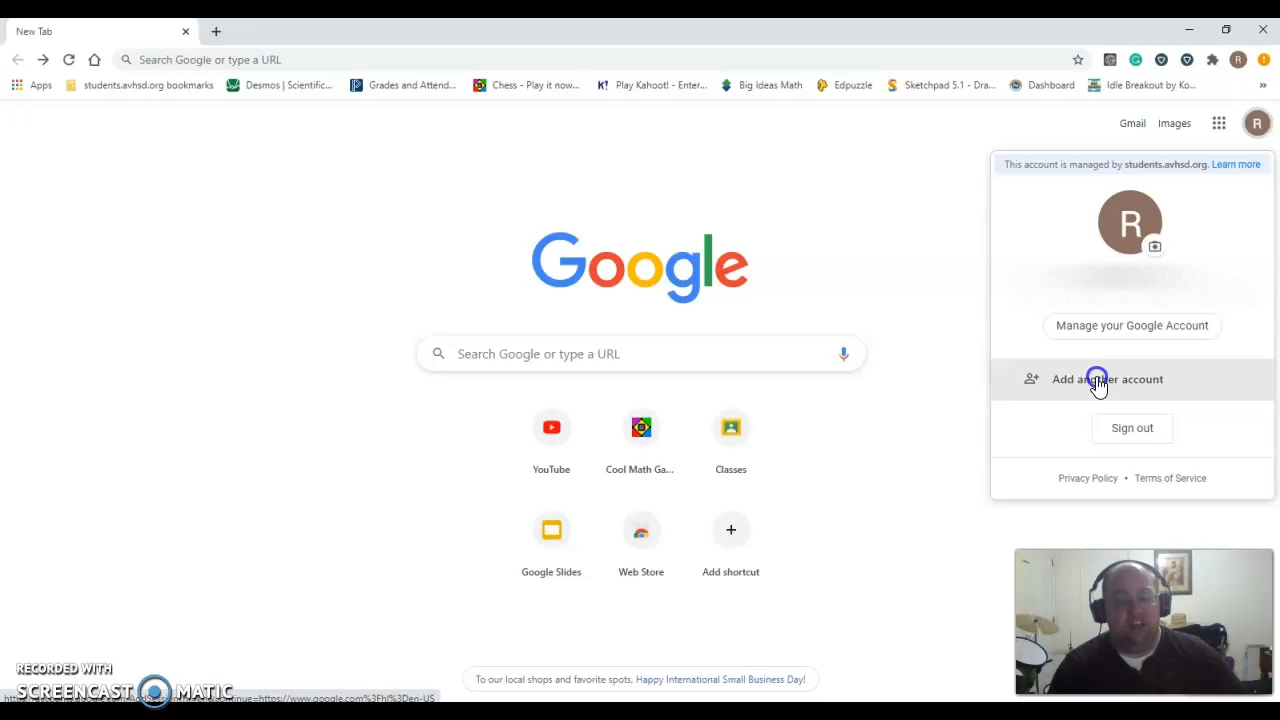 New Tab
Search Google or type a URL
R
Apps
students.avhsd.org bookmarks
Desmos | Scientific...
Grades and Attend...
Chess - Play it now...
K! Play Kahoot! - Enter...
Big Ideas Math
Edpuzzle
Sketchpad 5.1 - Dra...
Dashboard
Idle Breakout by Ko...
»
Gmail
Images
R
This account is managed by students.avhsd.org. Learn more
R
Manage your Google Account
Add another account
Sign out
Privacy Policy • Terms of Service
Google
Search Google or type a URL
YouTube
Cool Math Ga...
Classes
Google Slides
Web Store
Add shortcut
To our local shops and favorite spots, Happy International Small Business Day!
RECORDED WITH
SCREENCAST MATIC